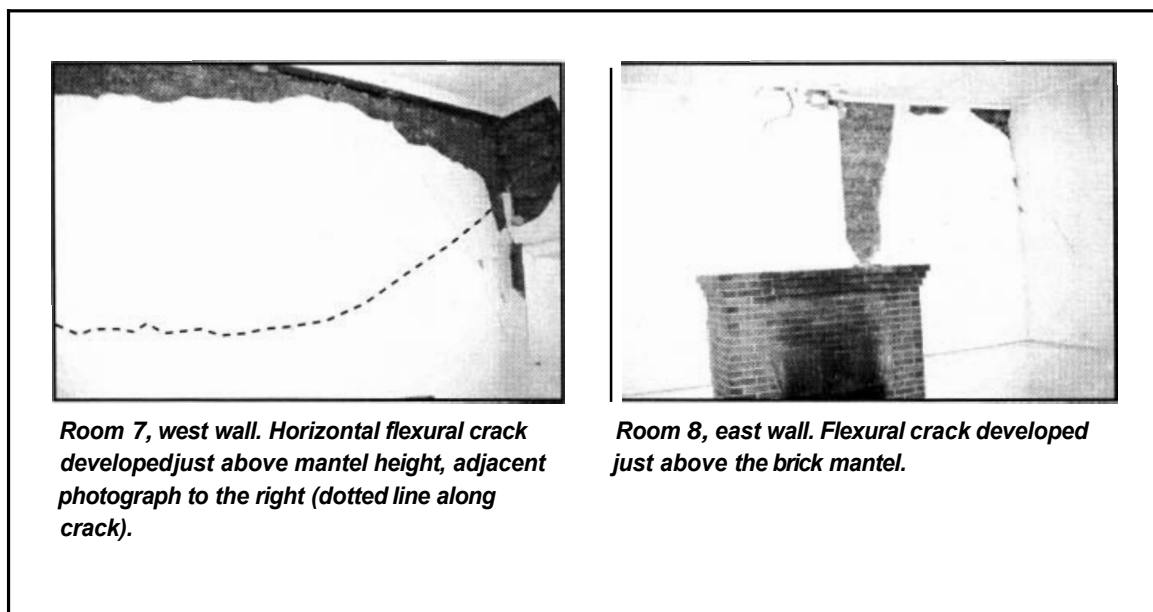 Room 7, west wall. Horizontal flexural crack
developedjust above mantel height, adjacent
photograph to the right (dotted line along
crack).
Room 8, east wall. Flexural crack developed
just above the brick mantel.